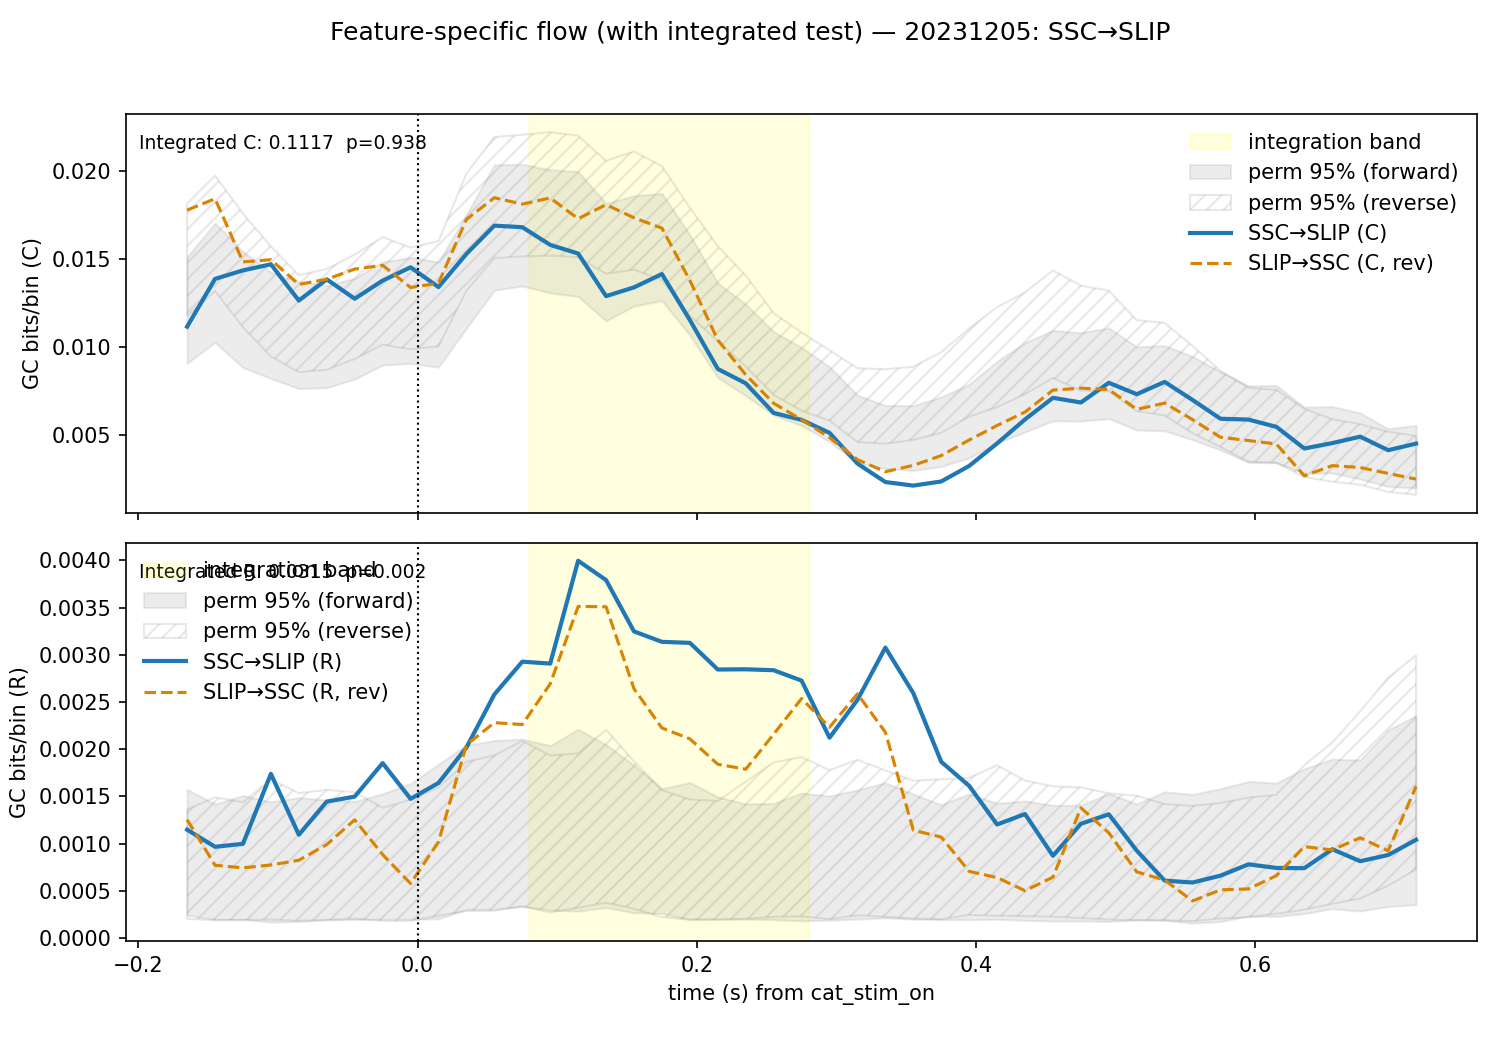 Feature-specific flow (with integrated test) — 20231205: SSC→SLIP
Integrated C: 0.1117  p=0.938
integration band
perm 95% (forward)
perm 95% (reverse)
SSC→SLIP (C)
SLIP→SSC (C, rev)
GC bits/bin (C)
0.020
0.015
0.010
0.005
Integrated R: 0.0315  p=0.002
integration band
perm 95% (forward)
perm 95% (reverse)
SSC→SLIP (R)
SLIP→SSC (R, rev)
GC bits/bin (R)
0.0040
0.0035
0.0030
0.0025
0.0020
0.0015
0.0010
0.0005
0.0000
−0.2 0.0 0.2 0.4 0.6
time (s) from cat_stim_on